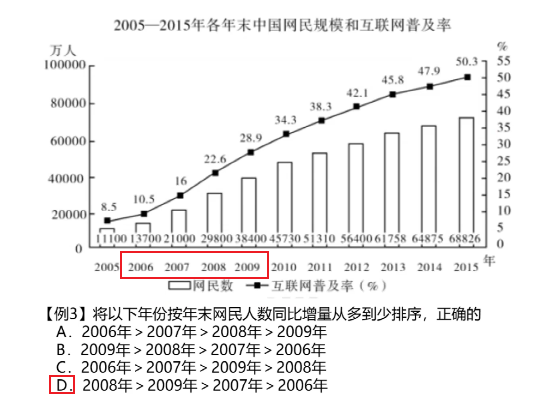 2005—2015年各年末中国网民规模和互联网普及率
万人
%
100000
80000
60000
40000
20000
0
55
50
45
40
35
30
25
20
15
10
5
0
8.5 10.5 16 22.6 28.9 34.3 38.3 42.1 45.8 47.9 50.3
11100 13700 21000 29800 38400 45730 51310 56400 61758 64875 68826
2005 2006 2007 2008 2009 2010 2011 2012 2013 2014 2015 年
网民数 互联网普及率(%)
【例3】将以下年份按年末网民人数同比增量从多到少排序，正确的
A. 2006年＞2007年＞2008年＞2009年
B. 2009年＞2008年＞2007年＞2006年
C. 2006年＞2007年＞2009年＞2008年
D. 2008年＞2009年＞2007年＞2006年